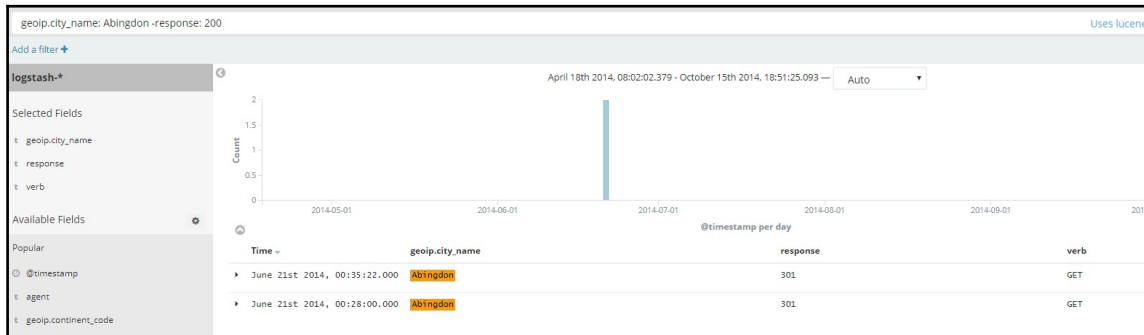 geoip.city_name: Abingdon -response: 200
Uses lucene
Add a filter +
logstash-*
April 18th 2014, 08:02:02.379 - October 15th 2014, 18:51:25.093 — Auto
Selected Fields
t geoip.city_name
t response
t verb
Available Fields
Popular
@timestamp
t agent
t geoip.continent_code
Count
2
1.5
1
0.5
0
2014-05-01 2014-06-01 2014-07-01 2014-08-01 2014-09-01 201
@timestamp per day
Time geoip.city_name response verb
June 21st 2014, 00:35:22.000 Abingdon 301 GET
June 21st 2014, 00:28:00.000 Abingdon 301 GET